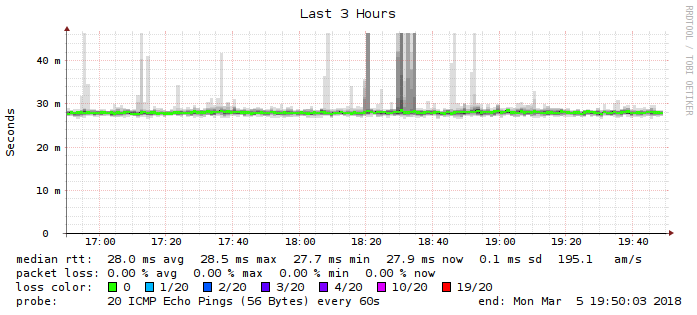 Last 3 Hours
RRDTOOL / TOBI OETIKER
Seconds
40 m
30 m
20 m
10 m
0
17:00 17:20 17:40 18:00 18:20 18:40 19:00 19:20 19:40
median rtt: 28.0 ms avg 28.5 ms max 27.7 ms min 27.9 ms now 0.1 ms sd 195.1 am/s
packet loss: 0.00 % avg 0.00 % max 0.00 % min 0.00 % now
loss color: 0 1/20 2/20 3/20 4/20 10/20 19/20
probe: 20 ICMP Echo Pings (56 Bytes) every 60s end: Mon Mar 5 19:50:03 2018